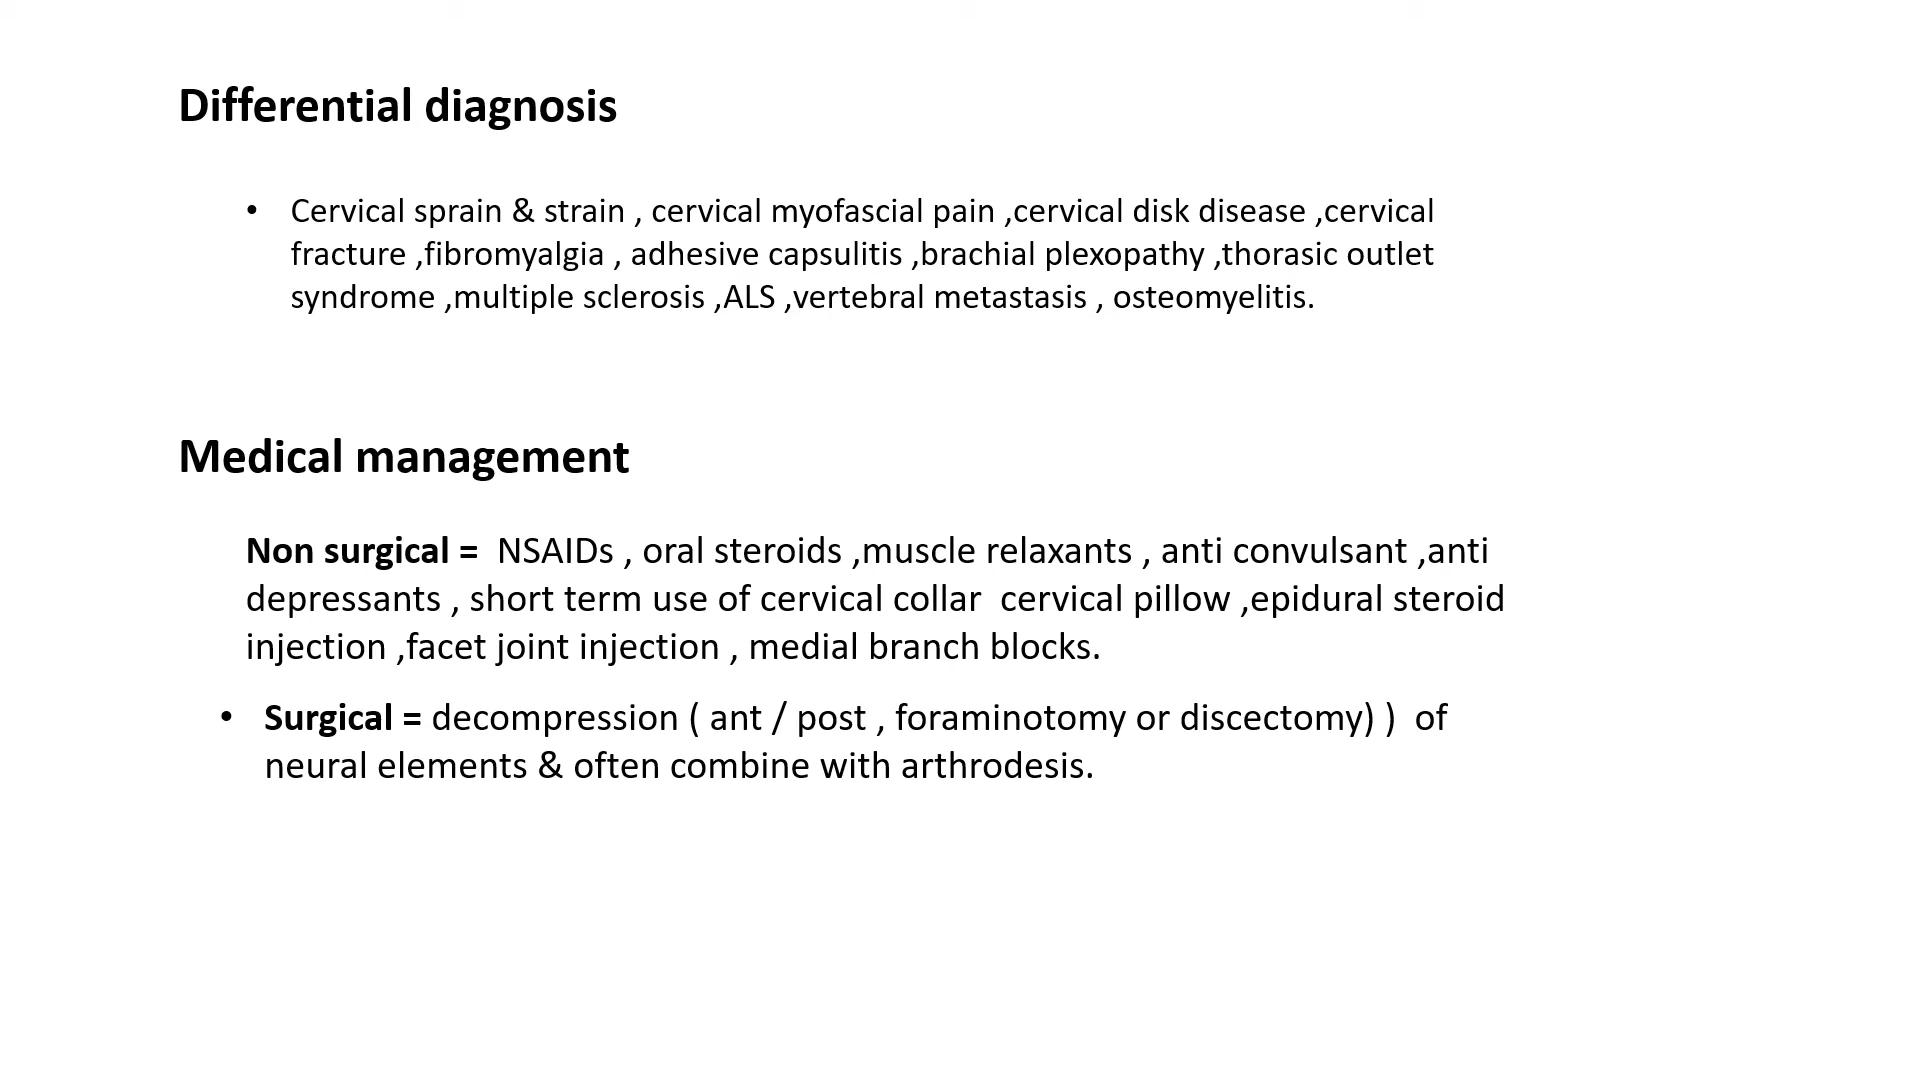 Differential diagnosis
• Cervical sprain & strain , cervical myofascial pain ,cervical disk disease ,cervical
fracture ,fibromyalgia , adhesive capsulitis ,brachial plexopathy ,thorasic outlet
syndrome ,multiple sclerosis ,ALS ,vertebral metastasis , osteomyelitis.
Medical management
Non surgical =  NSAIDs , oral steroids ,muscle relaxants , anti convulsant ,anti
depressants , short term use of cervical collar  cervical pillow ,epidural steroid
injection ,facet joint injection , medial branch blocks.
• Surgical = decompression ( ant / post , foraminotomy or discectomy) )  of
neural elements & often combine with arthrodesis.